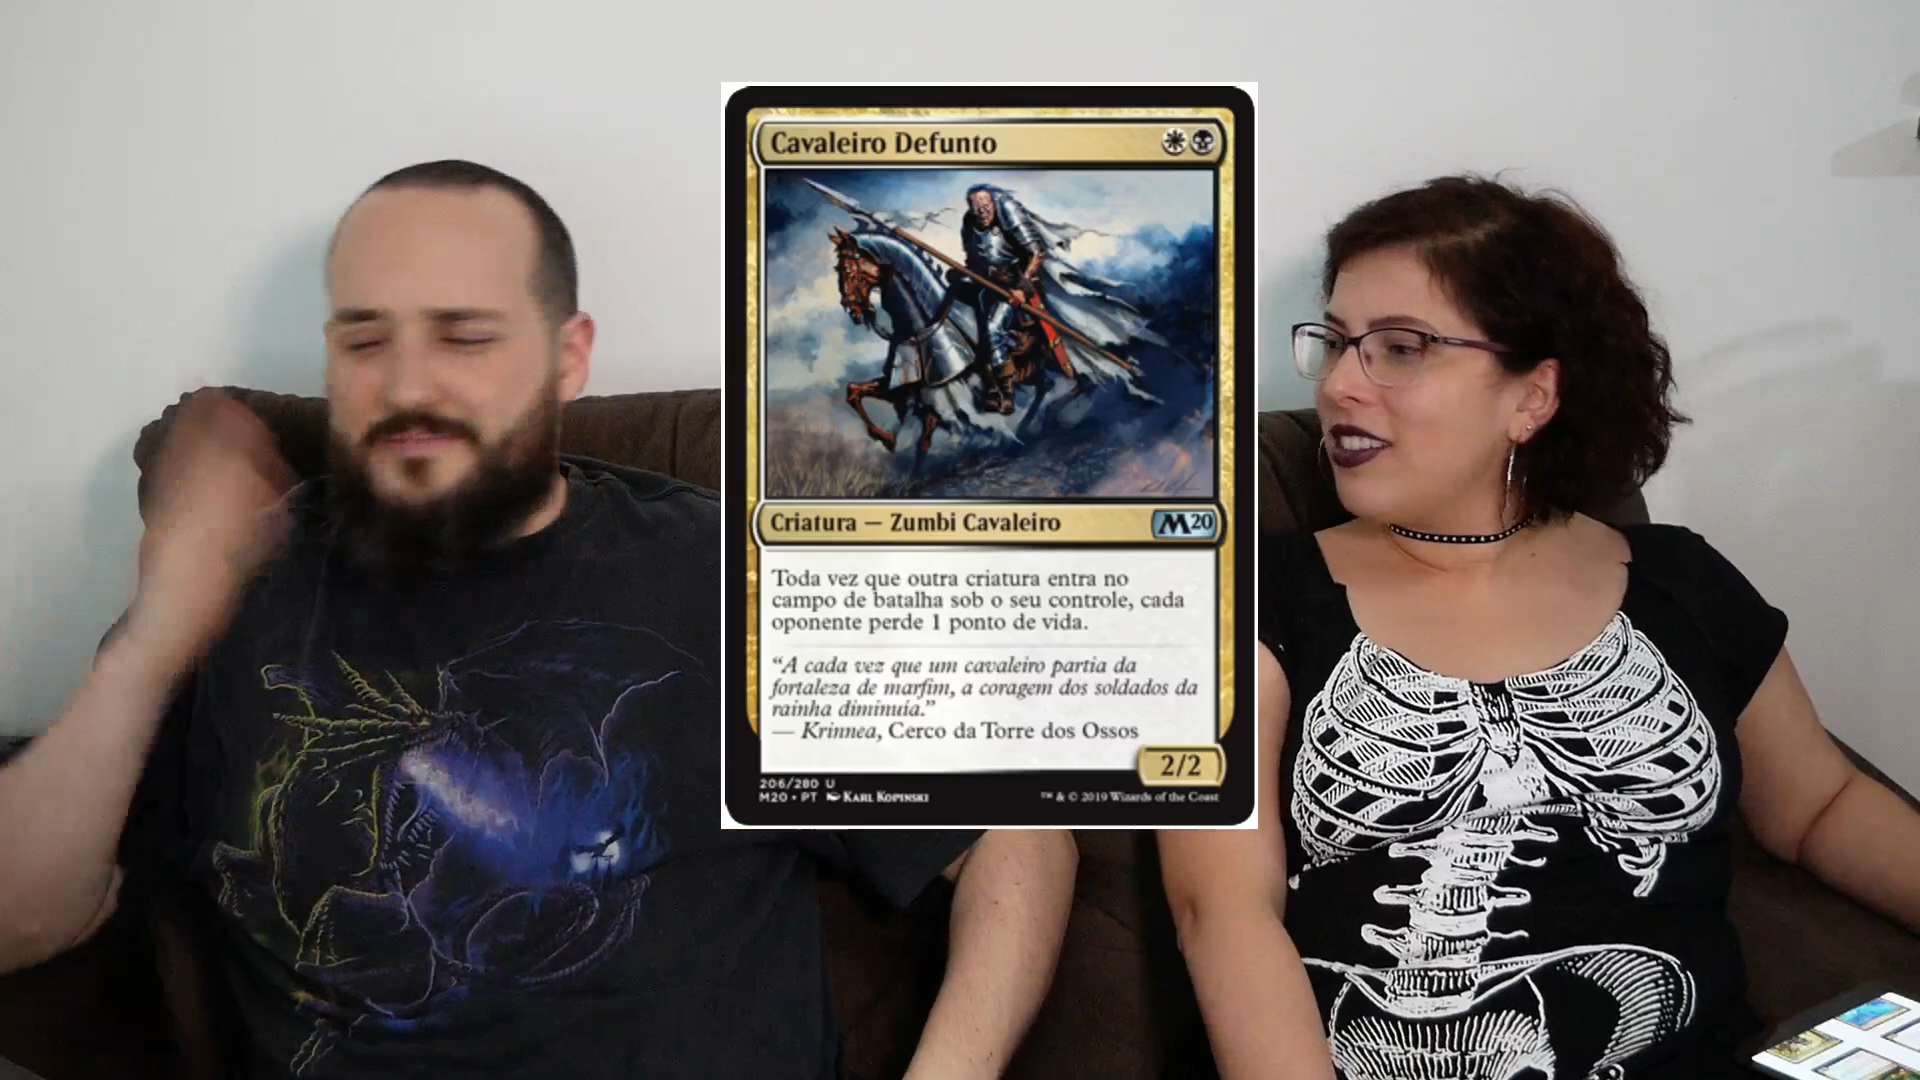 Cavaleiro Defunto
Criatura — Zumbi Cavaleiro
M20
Toda vez que outra criatura entra no
campo de batalha sob o seu controle, cada
oponente perde 1 ponto de vida.
“A cada vez que um cavaleiro partia da
fortaleza de marfim, a coragem dos soldados da
rainha diminuía.”
— Krinnea, Cerco da Torre dos Ossos
2/2
206/280 U
M20 • PT Karl Kopinski
™ & © 2019 Wizards of the Coast